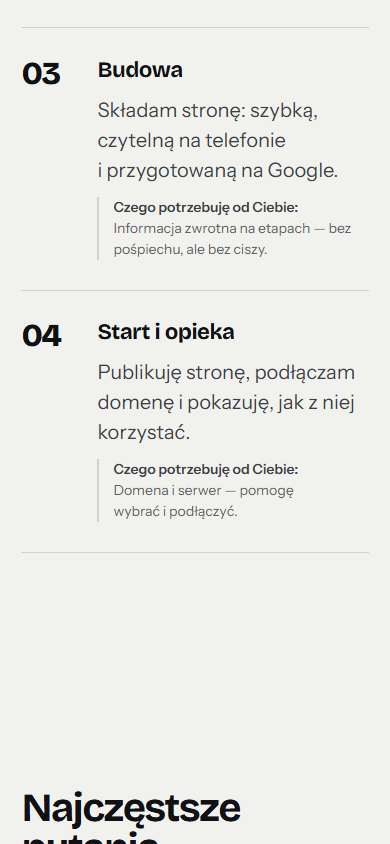 03 Budowa
Składam stronę: szybką,
czytelną na telefonie
i przygotowaną na Google.
Czego potrzebuję od Ciebie:
Informacja zwrotna na etapach — bez
pośpiechu, ale bez ciszy.
04 Start i opieka
Publikuję stronę, podłączam
domenę i pokazuję, jak z niej
korzystać.
Czego potrzebuję od Ciebie:
Domena i serwer — pomogę
wybrać i podłączyć.
Najczęstsze
pytania